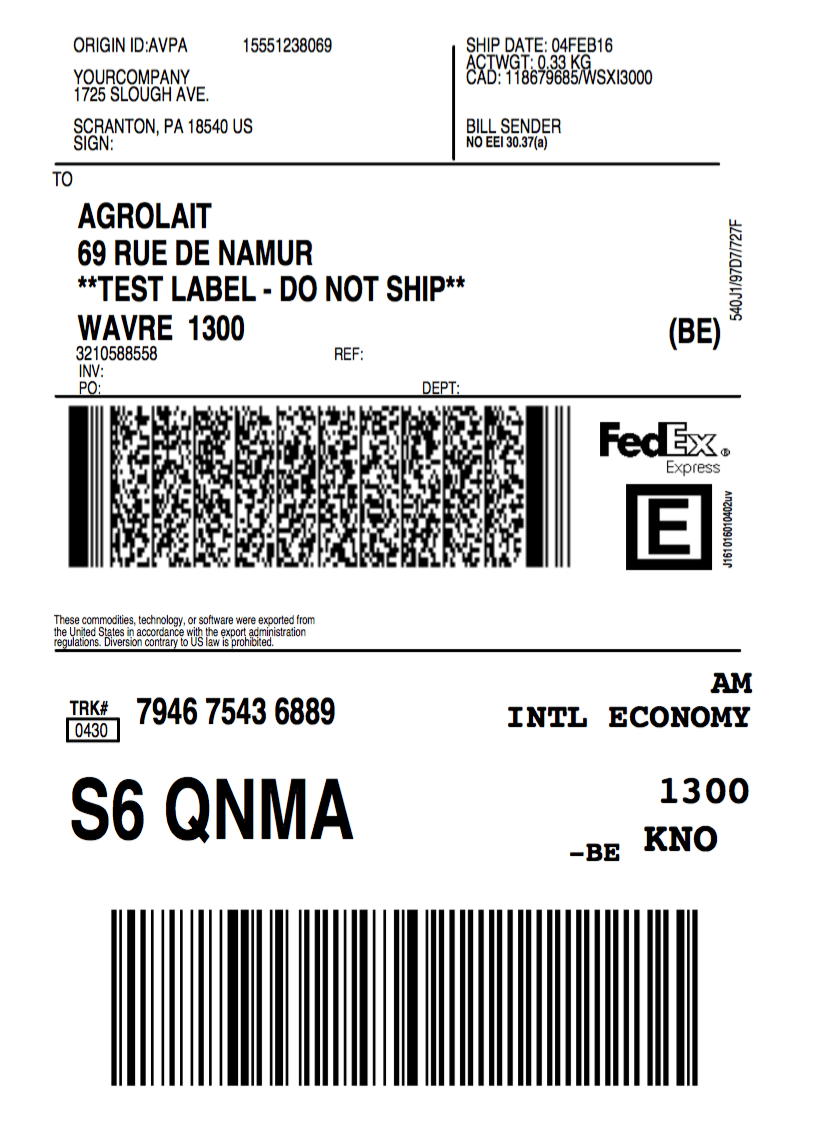 ORIGIN ID:AVPA 15551238069
YOURCOMPANY
1725 SLOUGH AVE.
SCRANTON, PA 18540 US
SIGN:
SHIP DATE: 04FEB16
ACTWGT: 0.33 KG
CAD: 118679685/WSXI3000
BILL SENDER
NO EEI 30.37(a)
TO
AGROLAIT
69 RUE DE NAMUR
**TEST LABEL - DO NOT SHIP**
WAVRE 1300 (BE)
540J1/97D7/727F
3210588558 REF:
INV:
PO: DEPT:
FedEx®
Express
E
J161016010402uv
These commodities, technology, or software were exported from
the United States in accordance with the export administration
regulations. Diversion contrary to US law is prohibited.
AM
TRK# 7946 7543 6889 INTL ECONOMY
0430
S6 QNMA 1300
-BE KNO